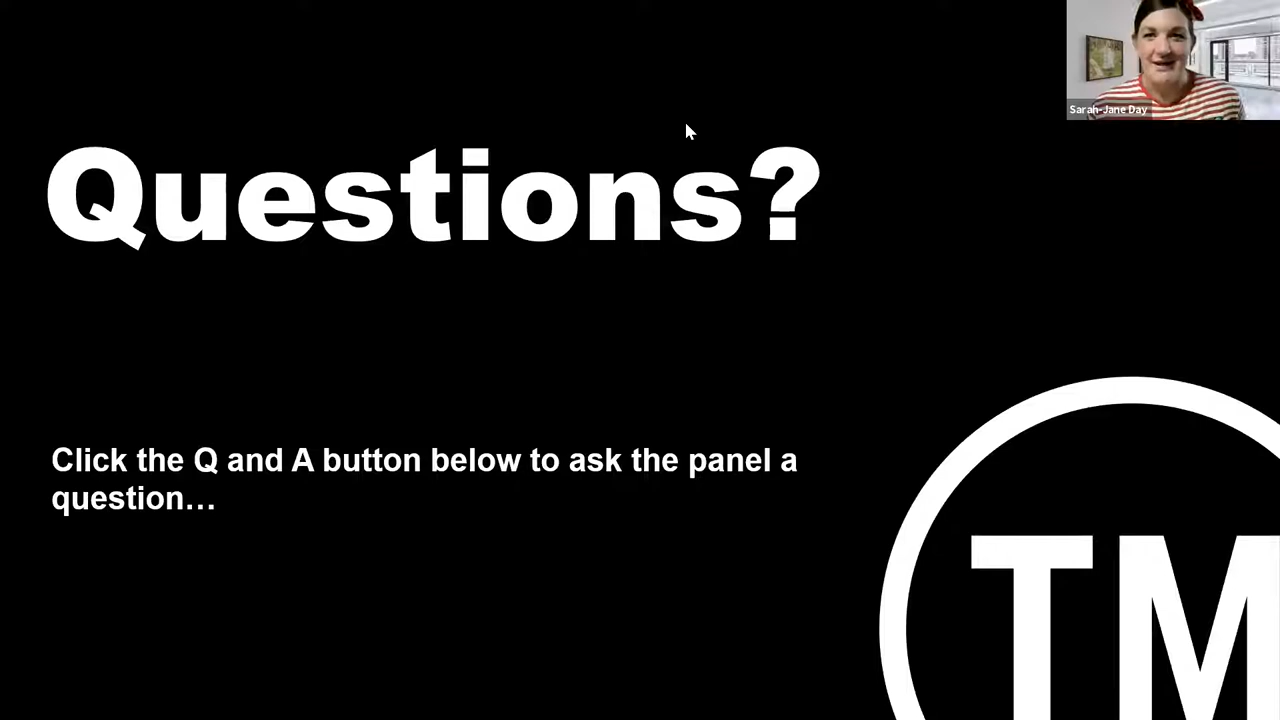 Sarah-Jane Day
Questions?
Click the Q and A button below to ask the panel a
question…
TM